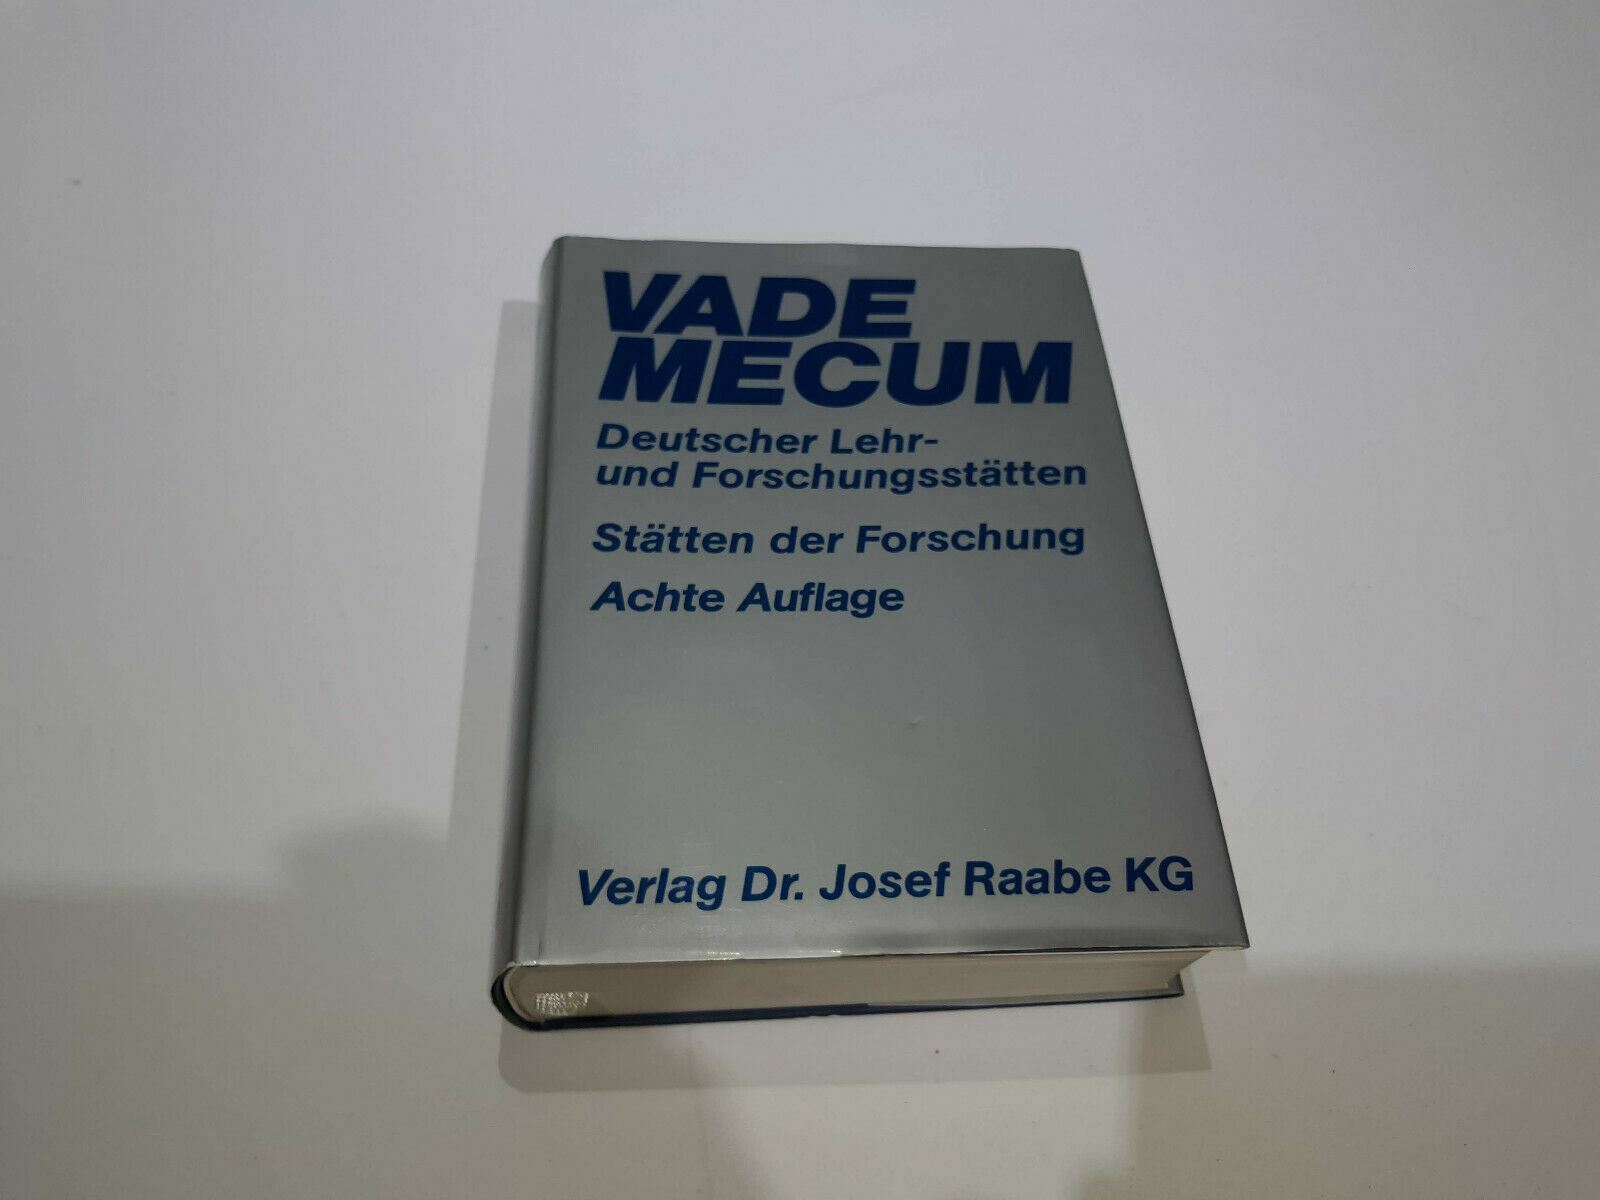 VADE
MECUM
Deutscher Lehr-
und Forschungsstätten
Stätten der Forschung
Achte Auflage
Verlag Dr. Josef Raabe KG